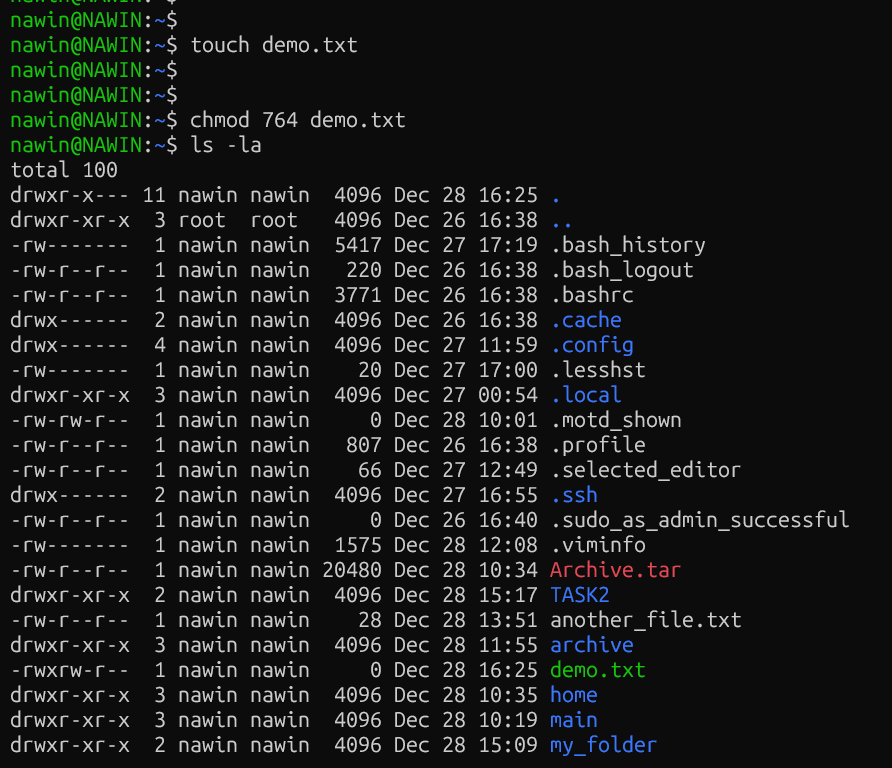 nawin@NAWIN:~$
nawin@NAWIN:~$ touch demo.txt
nawin@NAWIN:~$
nawin@NAWIN:~$
nawin@NAWIN:~$ chmod 764 demo.txt
nawin@NAWIN:~$ ls -la
total 100
drwxr-x--- 11 nawin nawin  4096 Dec 28 16:25 .
drwxr-xr-x  3 root  root   4096 Dec 26 16:38 ..
-rw-------  1 nawin nawin  5417 Dec 27 17:19 .bash_history
-rw-r--r--  1 nawin nawin   220 Dec 26 16:38 .bash_logout
-rw-r--r--  1 nawin nawin  3771 Dec 26 16:38 .bashrc
drwx------  2 nawin nawin  4096 Dec 26 16:38 .cache
drwx------  4 nawin nawin  4096 Dec 27 11:59 .config
-rw-------  1 nawin nawin    20 Dec 27 17:00 .lesshst
drwxr-xr-x  3 nawin nawin  4096 Dec 27 00:54 .local
-rw-rw-r--  1 nawin nawin     0 Dec 28 10:01 .motd_shown
-rw-r--r--  1 nawin nawin   807 Dec 26 16:38 .profile
-rw-r--r--  1 nawin nawin    66 Dec 27 12:49 .selected_editor
drwx------  2 nawin nawin  4096 Dec 27 16:55 .ssh
-rw-r--r--  1 nawin nawin     0 Dec 26 16:40 .sudo_as_admin_successful
-rw-------  1 nawin nawin  1575 Dec 28 12:08 .viminfo
-rw-r--r--  1 nawin nawin 20480 Dec 28 10:34 Archive.tar
drwxr-xr-x  2 nawin nawin  4096 Dec 28 15:17 TASK2
-rw-r--r--  1 nawin nawin    28 Dec 28 13:51 another_file.txt
drwxr-xr-x  3 nawin nawin  4096 Dec 28 11:55 archive
-rwxrw-r--  1 nawin nawin     0 Dec 28 16:25 demo.txt
drwxr-xr-x  3 nawin nawin  4096 Dec 28 10:35 home
drwxr-xr-x  3 nawin nawin  4096 Dec 28 10:19 main
drwxr-xr-x  2 nawin nawin  4096 Dec 28 15:09 my_folder